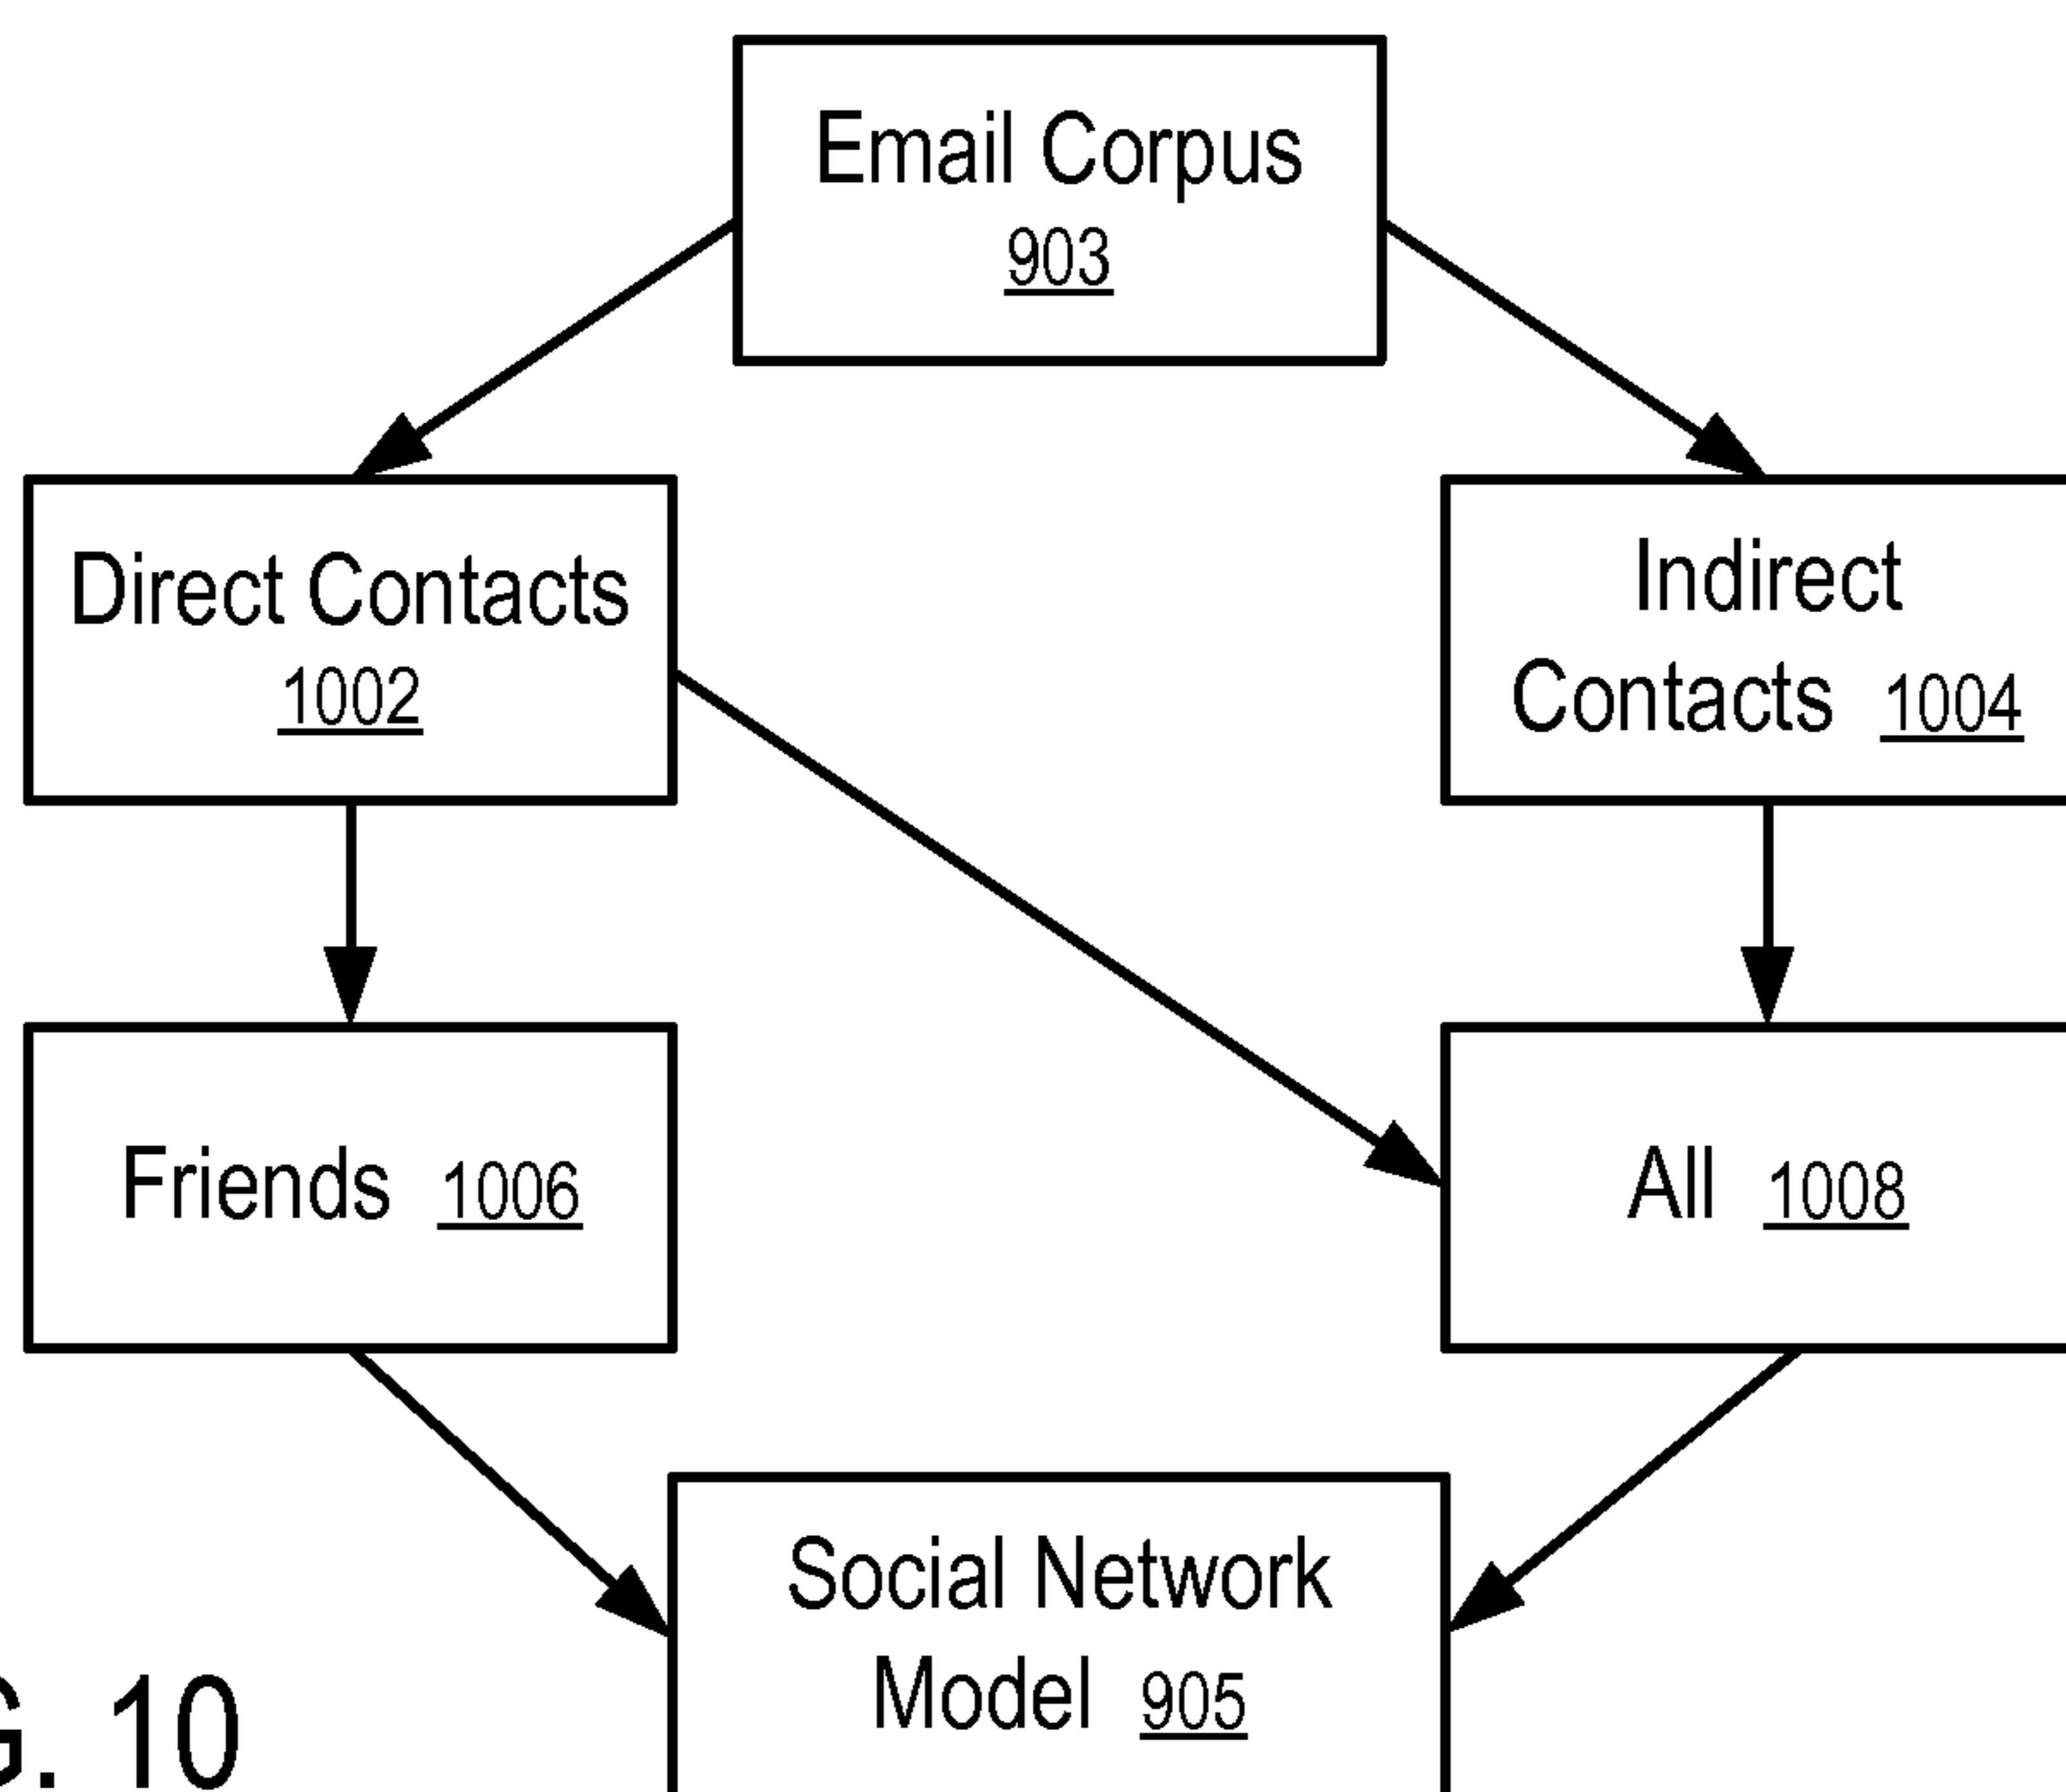 Email Corpus
903
Direct Contacts
1002
Indirect
Contacts 1004
Friends 1006
All 1008
Social Network
Model 905
G. 10